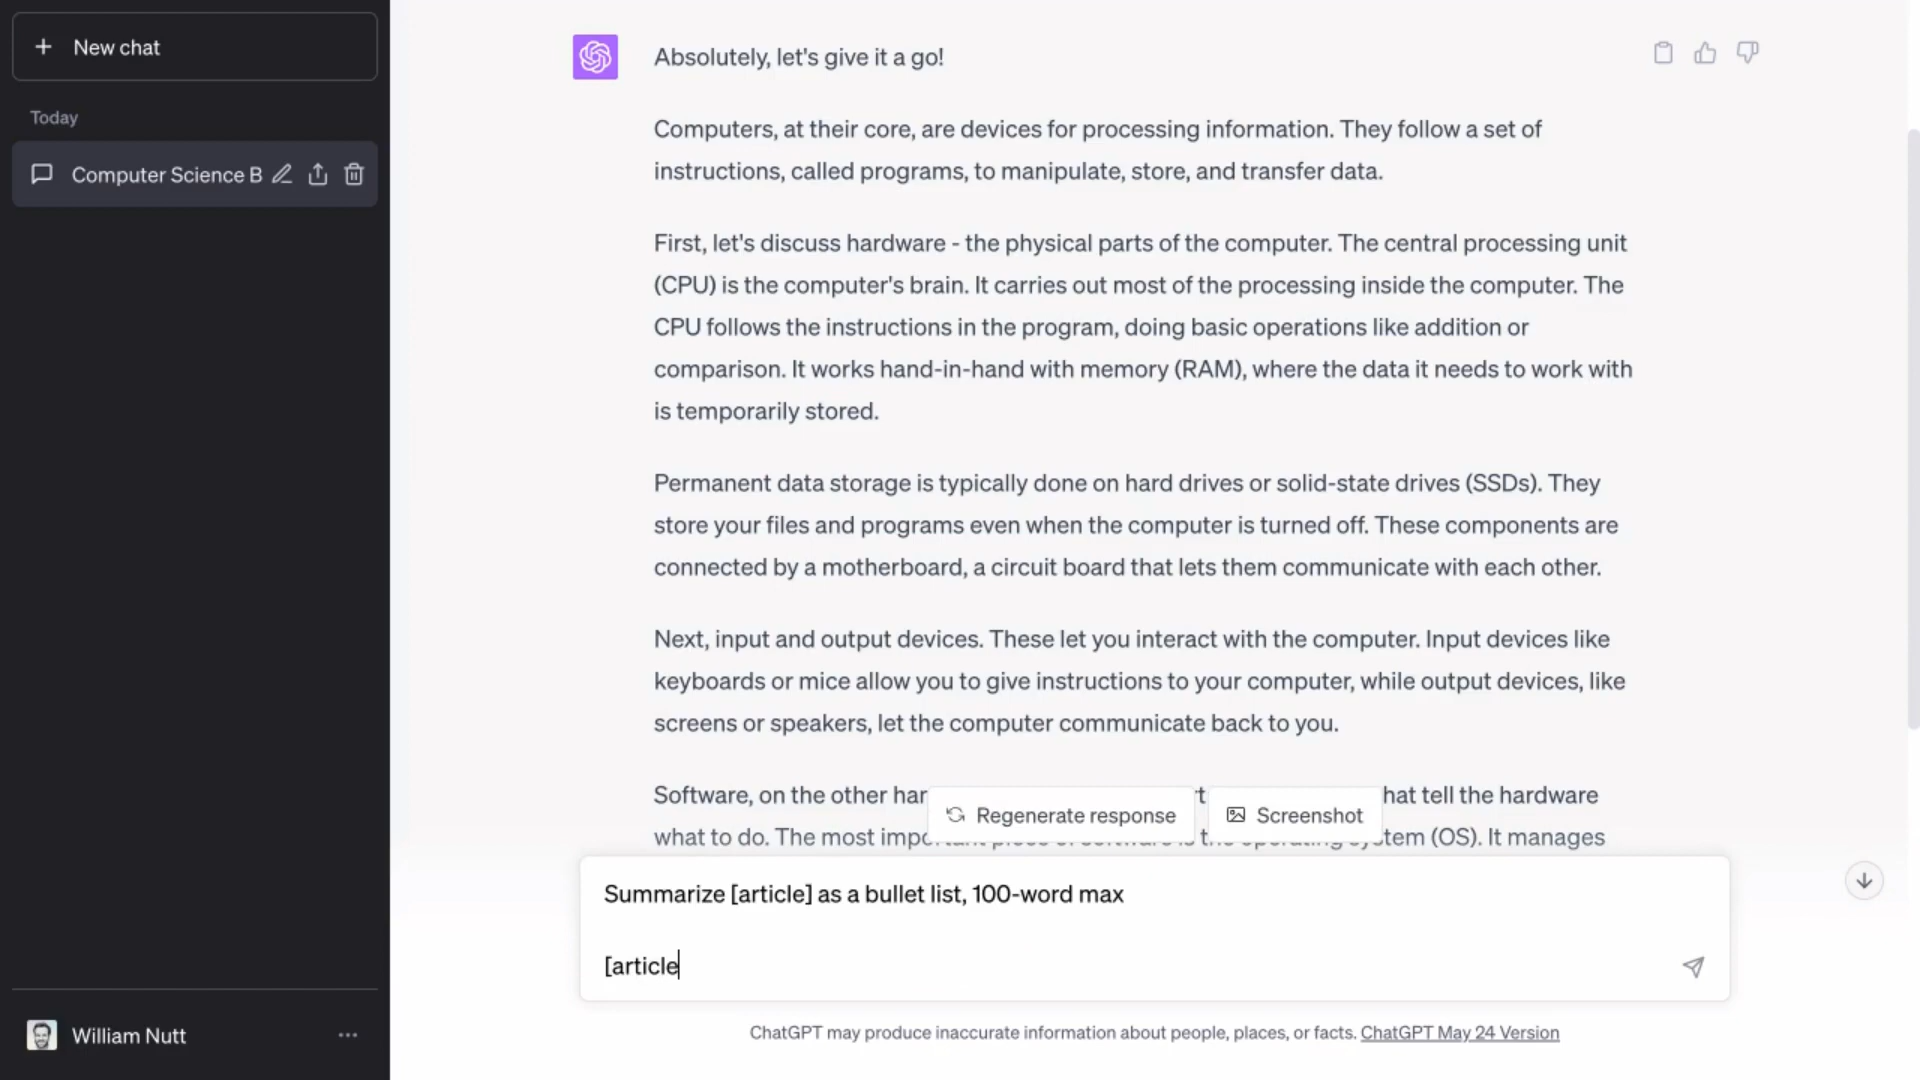 New chat
Today
Computer Science B
William Nutt
Absolutely, let's give it a go!
Computers, at their core, are devices for processing information. They follow a set of
instructions, called programs, to manipulate, store, and transfer data.
First, let's discuss hardware - the physical parts of the computer. The central processing unit
(CPU) is the computer's brain. It carries out most of the processing inside the computer. The
CPU follows the instructions in the program, doing basic operations like addition or
comparison. It works hand-in-hand with memory (RAM), where the data it needs to work with
is temporarily stored.
Permanent data storage is typically done on hard drives or solid-state drives (SSDs). They
store your files and programs even when the computer is turned off. These components are
connected by a motherboard, a circuit board that lets them communicate with each other.
Next, input and output devices. These let you interact with the computer. Input devices like
keyboards or mice allow you to give instructions to your computer, while output devices, like
screens or speakers, let the computer communicate back to you.
Software, on the other har t hat tell the hardware
Regenerate response
Screenshot
what to do. The most important piece of software is the operating system (OS). It manages
Summarize [article] as a bullet list, 100-word max
[article
ChatGPT may produce inaccurate information about people, places, or facts. ChatGPT May 24 Version